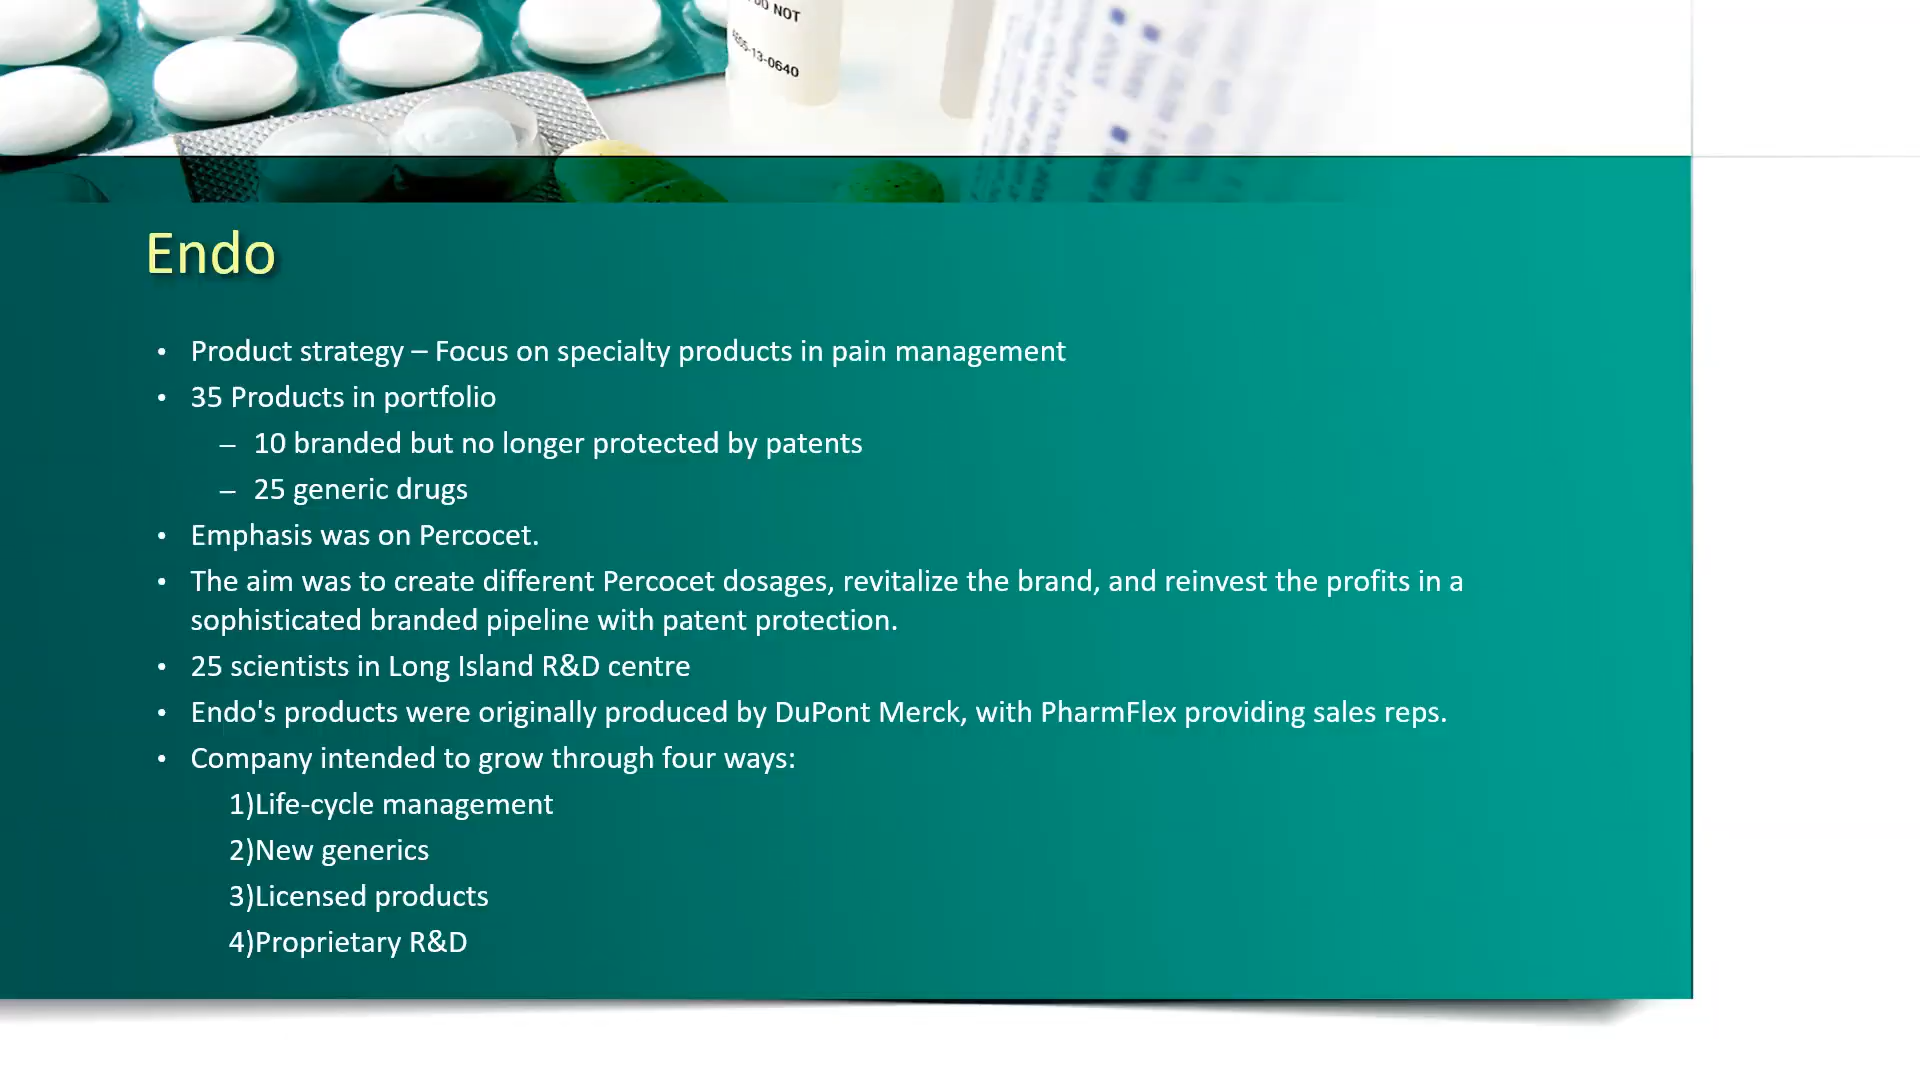 DO NOT
13-0640
Endo
• Product strategy – Focus on specialty products in pain management
• 35 Products in portfolio
– 10 branded but no longer protected by patents
– 25 generic drugs
• Emphasis was on Percocet.
• The aim was to create different Percocet dosages, revitalize the brand, and reinvest the profits in a
sophisticated branded pipeline with patent protection.
• 25 scientists in Long Island R&D centre
• Endo's products were originally produced by DuPont Merck, with PharmFlex providing sales reps.
• Company intended to grow through four ways:
1)Life-cycle management
2)New generics
3)Licensed products
4)Proprietary R&D